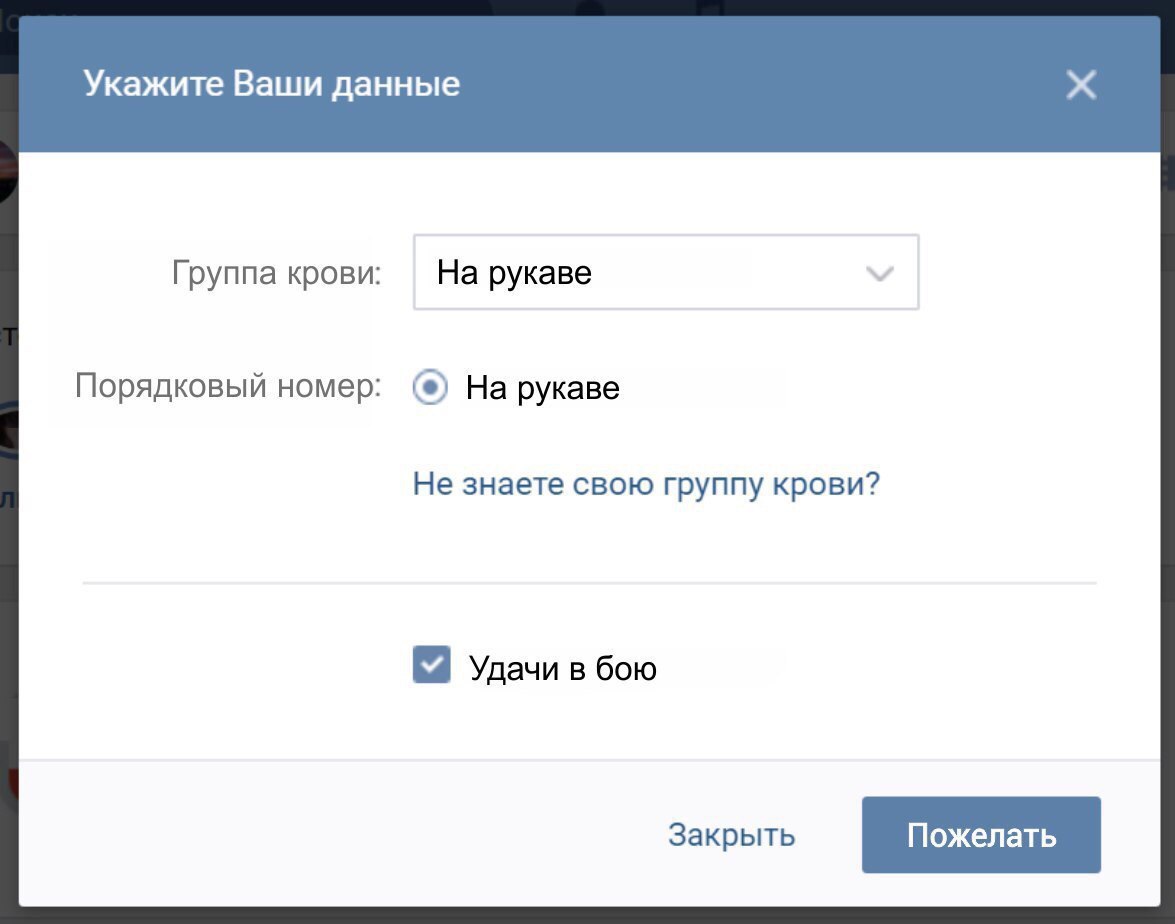 Укажите Ваши данные
Группа крови: На рукаве
Порядковый номер: На рукаве
Не знаете свою группу крови?
Удачи в бою
Закрыть Пожелать